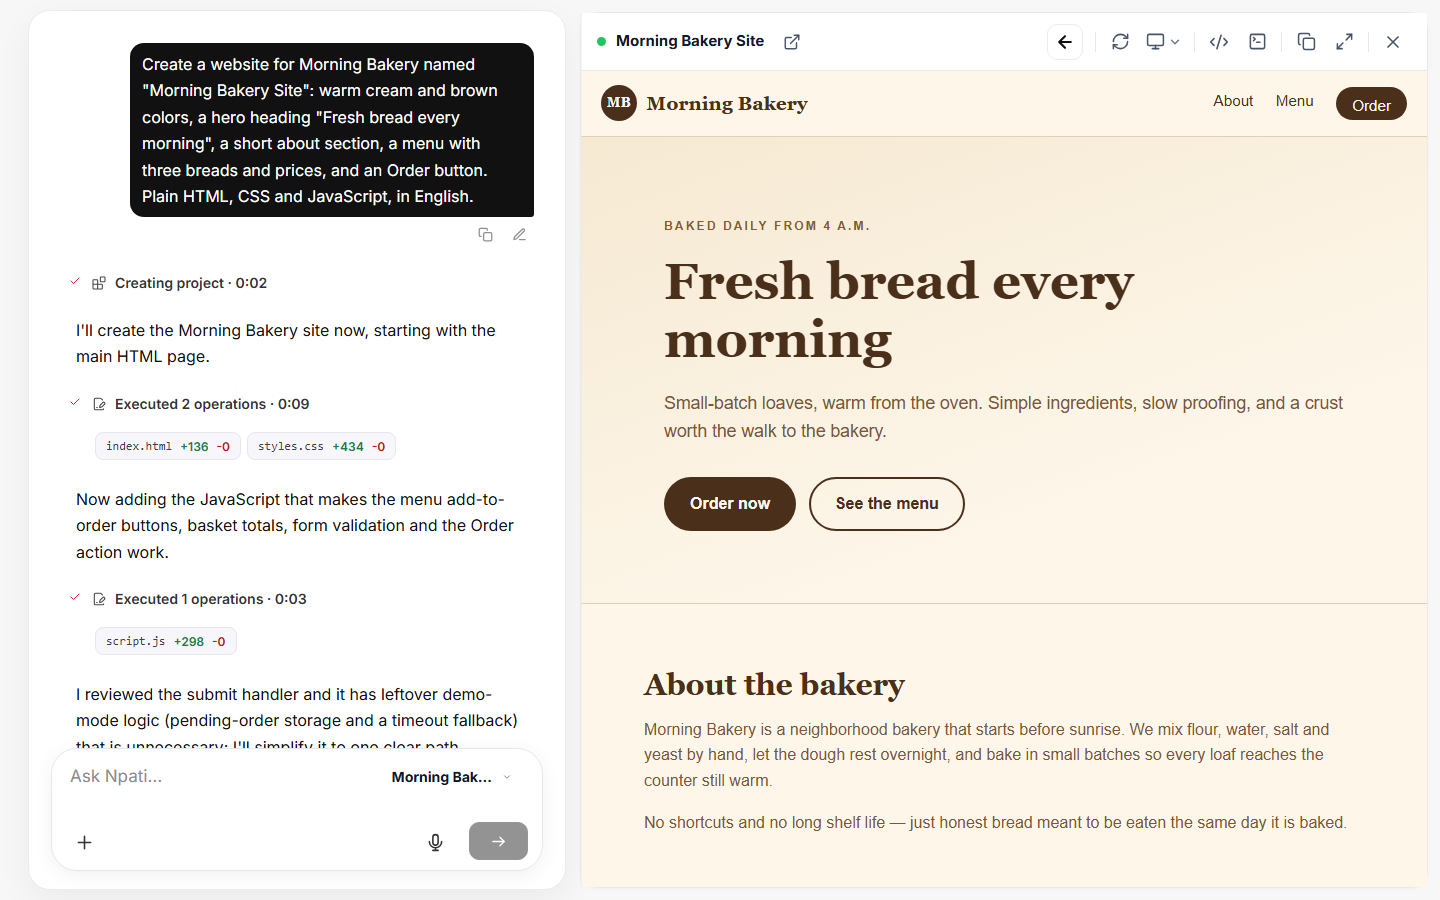 Create a website for Morning Bakery named
"Morning Bakery Site": warm cream and brown
colors, a hero heading "Fresh bread every
morning", a short about section, a menu with
three breads and prices, and an Order button.
Plain HTML, CSS and JavaScript, in English.
Creating project · 0:02
I'll create the Morning Bakery site now, starting with the
main HTML page.
Executed 2 operations · 0:09
index.html +136 -0 styles.css +434 -0
Now adding the JavaScript that makes the menu add-to-
order buttons, basket totals, form validation and the Order
action work.
Executed 1 operations · 0:03
script.js +298 -0
I reviewed the submit handler and it has leftover demo-
mode logic (pending-order storage and a timeout fallback)
that is unnecessary; I'll simplify it to one clear path
Ask Npati...
Morning Bak...
Morning Bakery Site
MB Morning Bakery
About Menu Order
BAKED DAILY FROM 4 A.M.
Fresh bread every
morning
Small-batch loaves, warm from the oven. Simple ingredients, slow proofing, and a crust
worth the walk to the bakery.
Order now See the menu
About the bakery
Morning Bakery is a neighborhood bakery that starts before sunrise. We mix flour, water, salt and
yeast by hand, let the dough rest overnight, and bake in small batches so every loaf reaches the
counter still warm.
No shortcuts and no long shelf life — just honest bread meant to be eaten the same day it is baked.